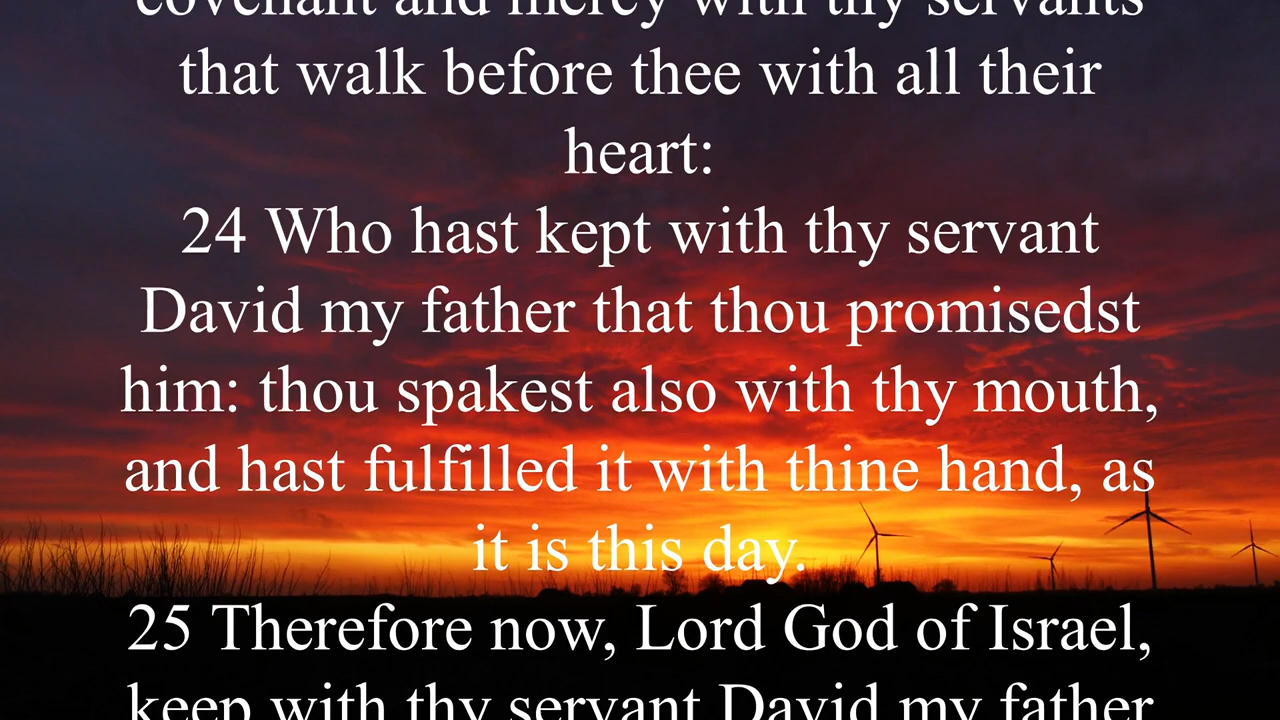 covenant and mercy with thy servants
that walk before thee with all their
heart:
24 Who hast kept with thy servant
David my father that thou promisedst
him: thou spakest also with thy mouth,
and hast fulfilled it with thine hand, as
it is this day.
25 Therefore now, Lord God of Israel,
keep with thy servant David my father